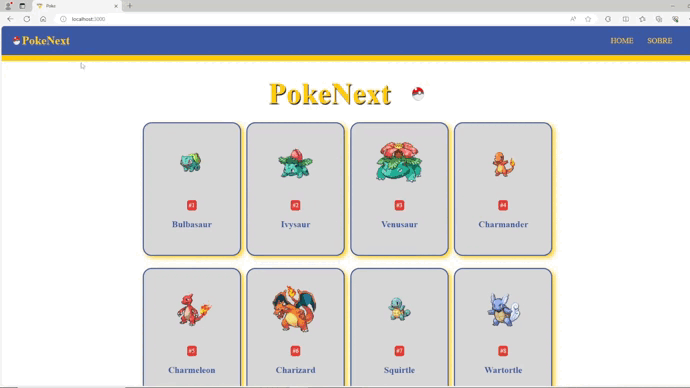 Poke
localhost:3000
PokeNext
HOME
SOBRE
PokeNext
#1
#2
#3
#4
Bulbasaur
Ivysaur
Venusaur
Charmander
#5
#6
#7
#8
Charmeleon
Charizard
Squirtle
Wartortle